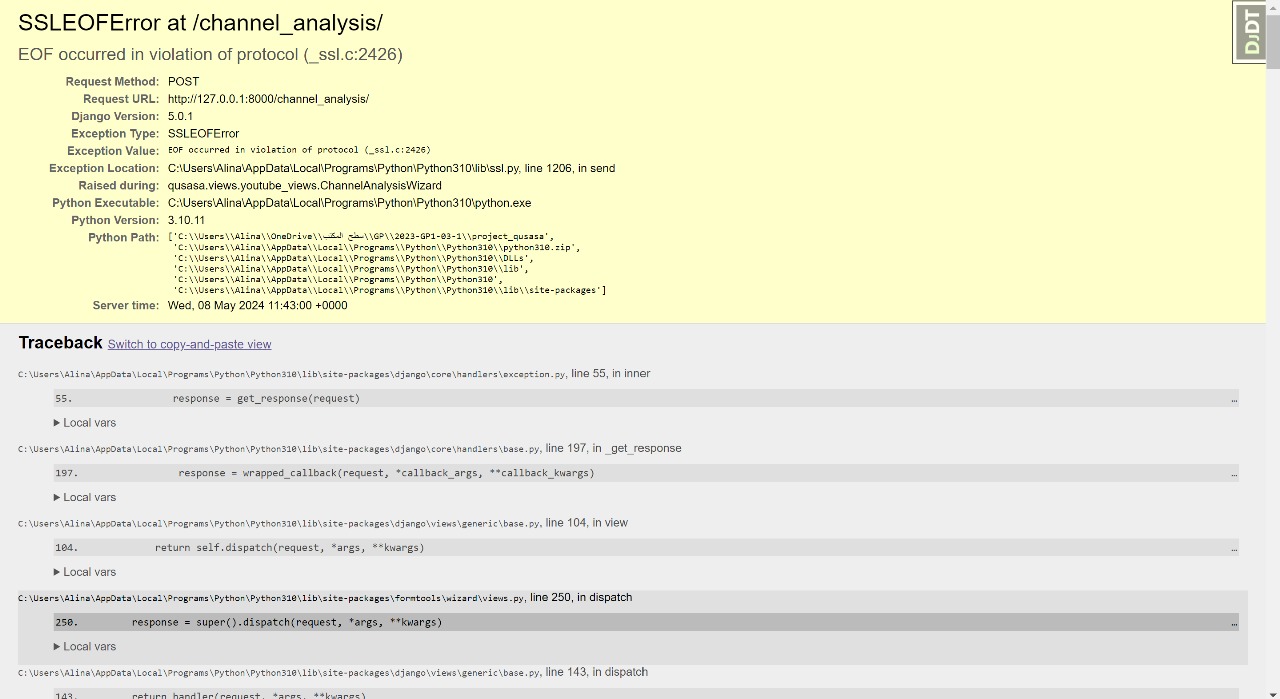 SSLEOFError at /channel_analysis/
EOF occurred in violation of protocol (_ssl.c:2426)
Request Method: POST
Request URL: http://127.0.0.1:8000/channel_analysis/
Django Version: 5.0.1
Exception Type: SSLEOFError
Exception Value: EOF occurred in violation of protocol (_ssl.c:2426)
Exception Location: C:\Users\Alina\AppData\Local\Programs\Python\Python310\lib\ssl.py, line 1206, in send
Raised during: qusasa.views.youtube_views.ChannelAnalysisWizard
Python Executable: C:\Users\Alina\AppData\Local\Programs\Python\Python310\python.exe
Python Version: 3.10.11
Python Path: ['C:\\Users\\Alina\\OneDrive\\سطح المكتب\\GP\\2023-GP1-03-1\\project_qusasa',
'C:\\Users\\Alina\\AppData\\Local\\Programs\\Python\\Python310\\python310.zip',
'C:\\Users\\Alina\\AppData\\Local\\Programs\\Python\\Python310\\DLLs',
'C:\\Users\\Alina\\AppData\\Local\\Programs\\Python\\Python310\\lib',
'C:\\Users\\Alina\\AppData\\Local\\Programs\\Python\\Python310',
'C:\\Users\\Alina\\AppData\\Local\\Programs\\Python\\Python310\\lib\\site-packages']
Server time: Wed, 08 May 2024 11:43:00 +0000
DJDT
Traceback Switch to copy-and-paste view
C:\Users\Alina\AppData\Local\Programs\Python\Python310\lib\site-packages\django\core\handlers\exception.py, line 55, in inner
55. response = get_response(request) …
▶ Local vars
C:\Users\Alina\AppData\Local\Programs\Python\Python310\lib\site-packages\django\core\handlers\base.py, line 197, in _get_response
197. response = wrapped_callback(request, *callback_args, **callback_kwargs) …
▶ Local vars
C:\Users\Alina\AppData\Local\Programs\Python\Python310\lib\site-packages\django\views\generic\base.py, line 104, in view
104. return self.dispatch(request, *args, **kwargs) …
▶ Local vars
C:\Users\Alina\AppData\Local\Programs\Python\Python310\lib\site-packages\formtools\wizard\views.py, line 250, in dispatch
250. response = super().dispatch(request, *args, **kwargs) …
▶ Local vars
C:\Users\Alina\AppData\Local\Programs\Python\Python310\lib\site-packages\django\views\generic\base.py, line 143, in dispatch
143. return handler(request, *args, **kwargs) …